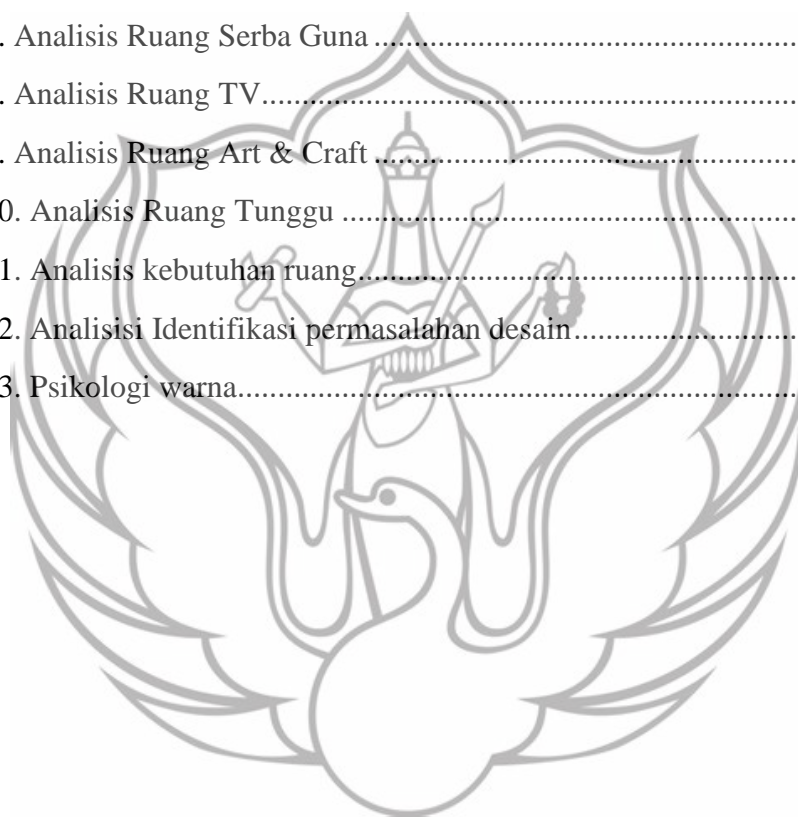 . Analisis Ruang Serba Guna ....................................................
. Analisis Ruang TV..................................................................
. Analisis Ruang Art & Craft ....................................................
0. Analisis Ruang Tunggu ........................................................
1. Analisis kebutuhan ruang......................................................
2. Analisisi Identifikasi permasalahan desain...........................
3. Psikologi warna.....................................................................